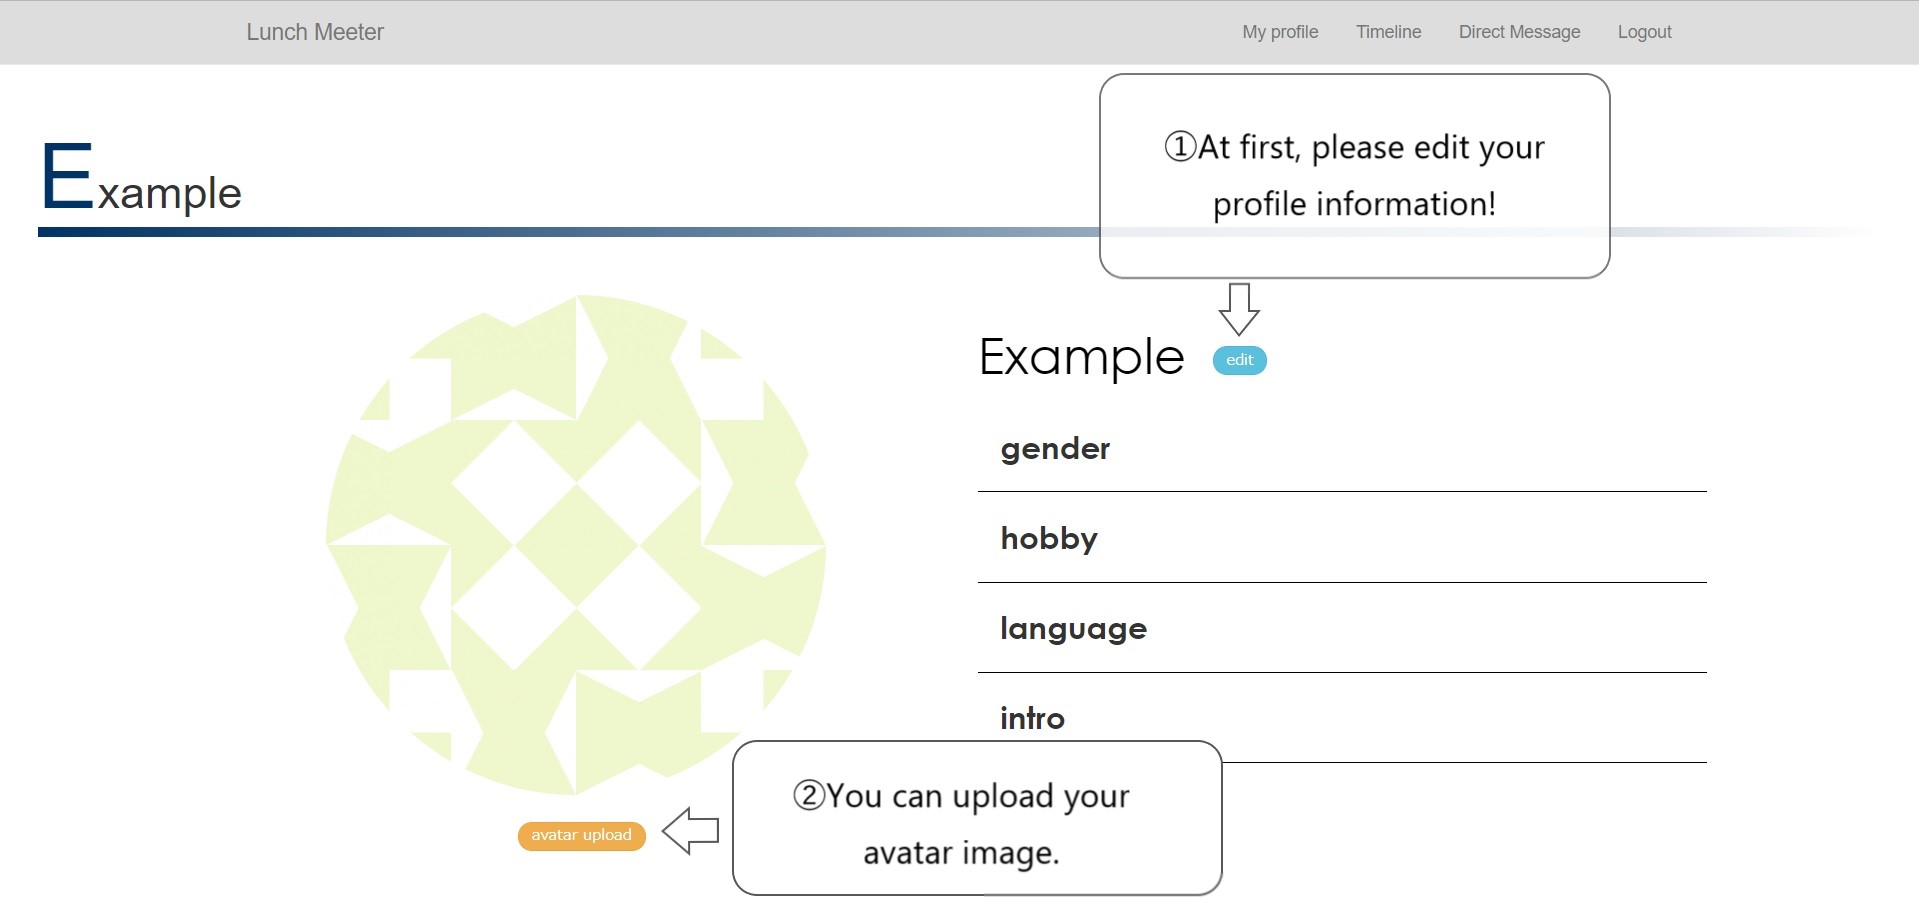 Lunch Meeter
My profile
Timeline
Direct Message
Logout
①At first, please edit your
profile information!
Example
Example
edit
gender
hobby
language
intro
②You can upload your
avatar image.
avatar upload